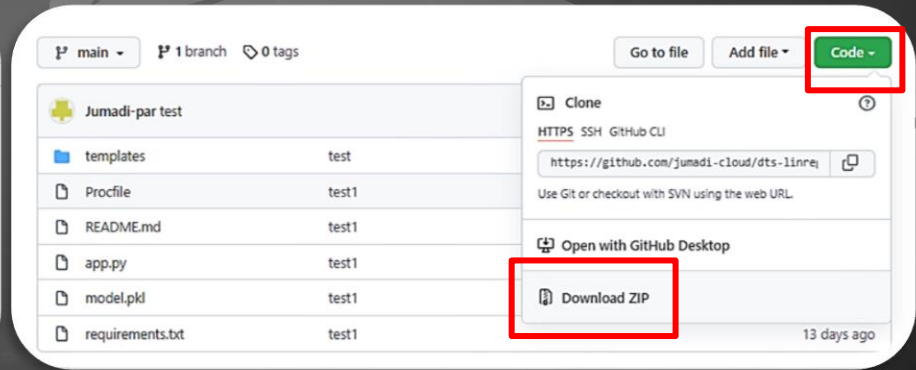 main 1 branch 0 tags Go to file Add file Code
Jumadi-par test
Clone
HTTPS SSH GitHub CLI
https://github.com/jumadi-cloud/dts-linre
Use Git or checkout with SVN using the web URL.
Open with GitHub Desktop
Download ZIP
templates test
Procfile test1
README.md test1
app.py test1
model.pkl test1
requirements.txt test1 13 days ago